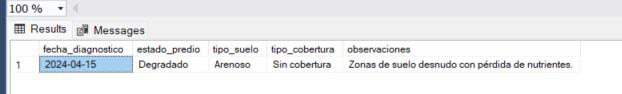 100 %
Results Messages
fecha_diagnostico estado_predio tipo_suelo tipo_cobertura observaciones
1 2024-04-15 Degradado Arenoso Sin cobertura Zonas de suelo desnudo con pérdida de nutrientes.